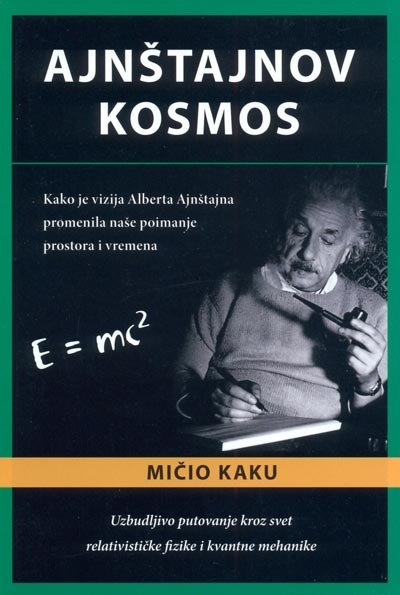 AJNŠTAJNOV
KOSMOS
Kako je vizija Alberta Ajnštajna
promenila naše poimanje
prostora i vremena
E = mc²
MIČIO KAKU
Uzbudljivo putovanje kroz svet
relativističke fizike i kvantne mehanike